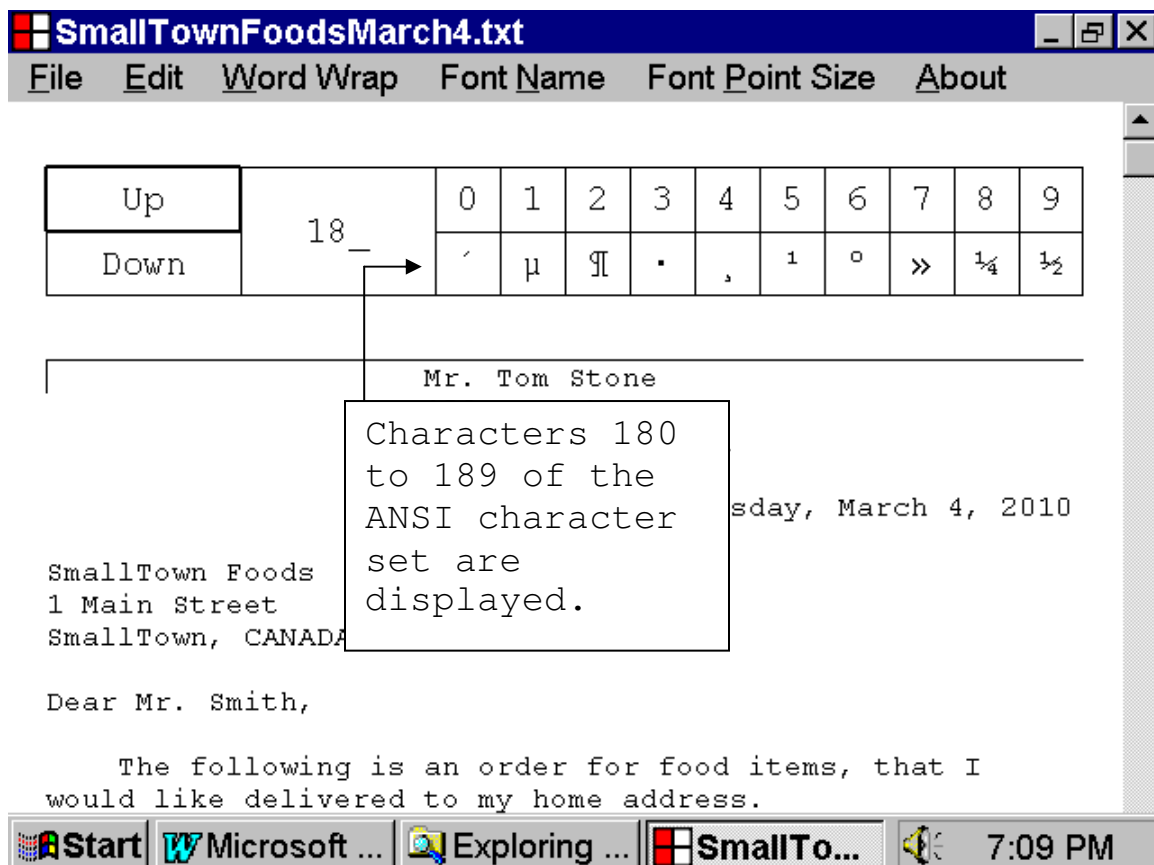 SmallTownFoodsMarch4.txt
File Edit Word Wrap Font Name Font Point Size About
Up 18_ 0 1 2 3 4 5 6 7 8 9
Down ´ µ ¶ · ¸ ¹ º » ¼ ½
Mr. Tom Stone
Characters 180
to 189 of the
ANSI character
set are
displayed.
sday, March 4, 2010
SmallTown Foods
1 Main Street
SmallTown, CANADA
Dear Mr. Smith,
The following is an order for food items, that I
would like delivered to my home address.
Start Microsoft ... Exploring ... SmallTo... 7:09 PM